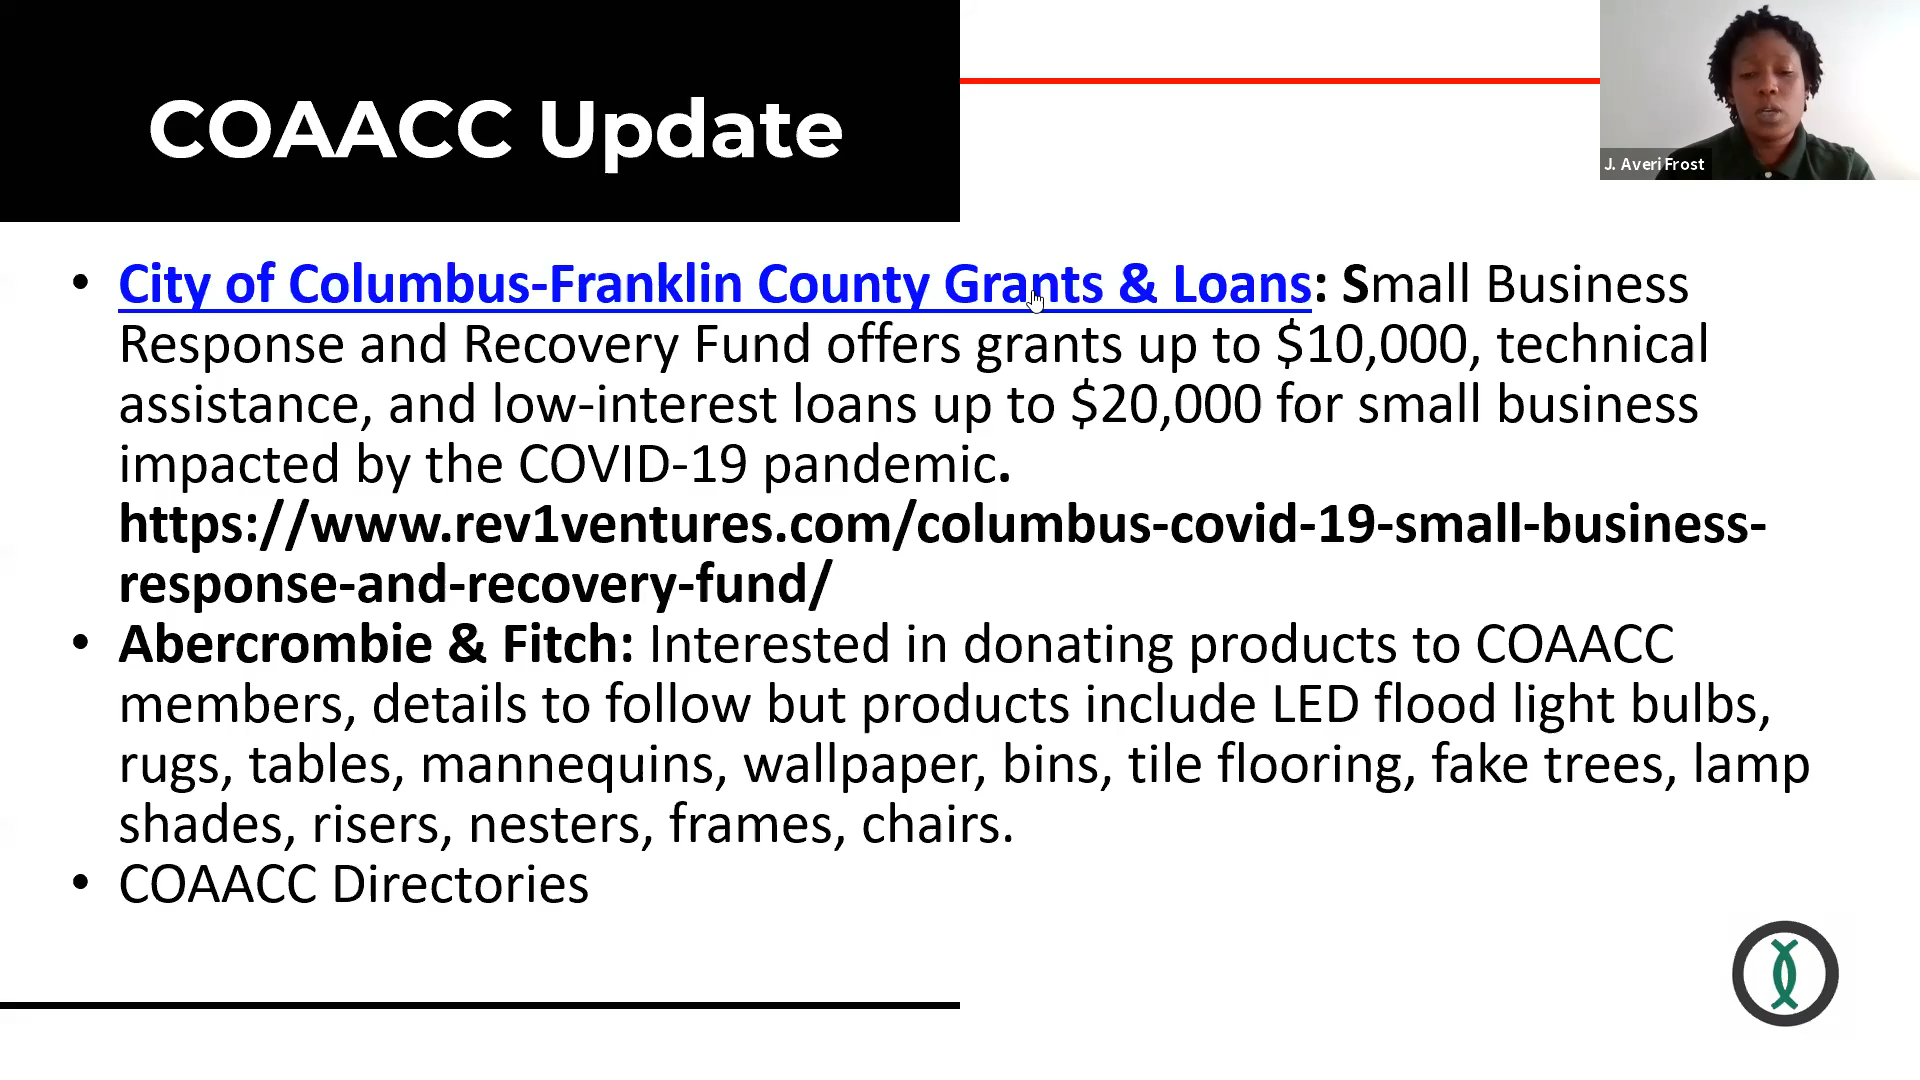 COAACC Update
J. Averi Frost
• City of Columbus-Franklin County Grants & Loans: Small Business
Response and Recovery Fund offers grants up to $10,000, technical
assistance, and low-interest loans up to $20,000 for small business
impacted by the COVID-19 pandemic.
https://www.rev1ventures.com/columbus-covid-19-small-business-
response-and-recovery-fund/
• Abercrombie & Fitch: Interested in donating products to COAACC
members, details to follow but products include LED flood light bulbs,
rugs, tables, mannequins, wallpaper, bins, tile flooring, fake trees, lamp
shades, risers, nesters, frames, chairs.
• COAACC Directories